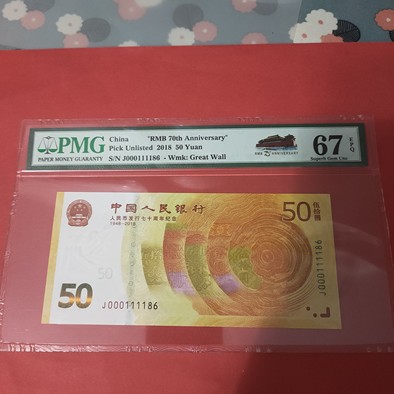 PMG
PAPER MONEY GUARANTY
China "RMB 70th Anniversary"
Pick Unlisted 2018 50 Yuan
S/N J000111186 - Wmk: Great Wall
67 EPQ
Superb Gem Unc
中国人民银行
人民币发行七十周年纪念
1948-2018
50
伍拾圆
50
50
J000111186
J000111186